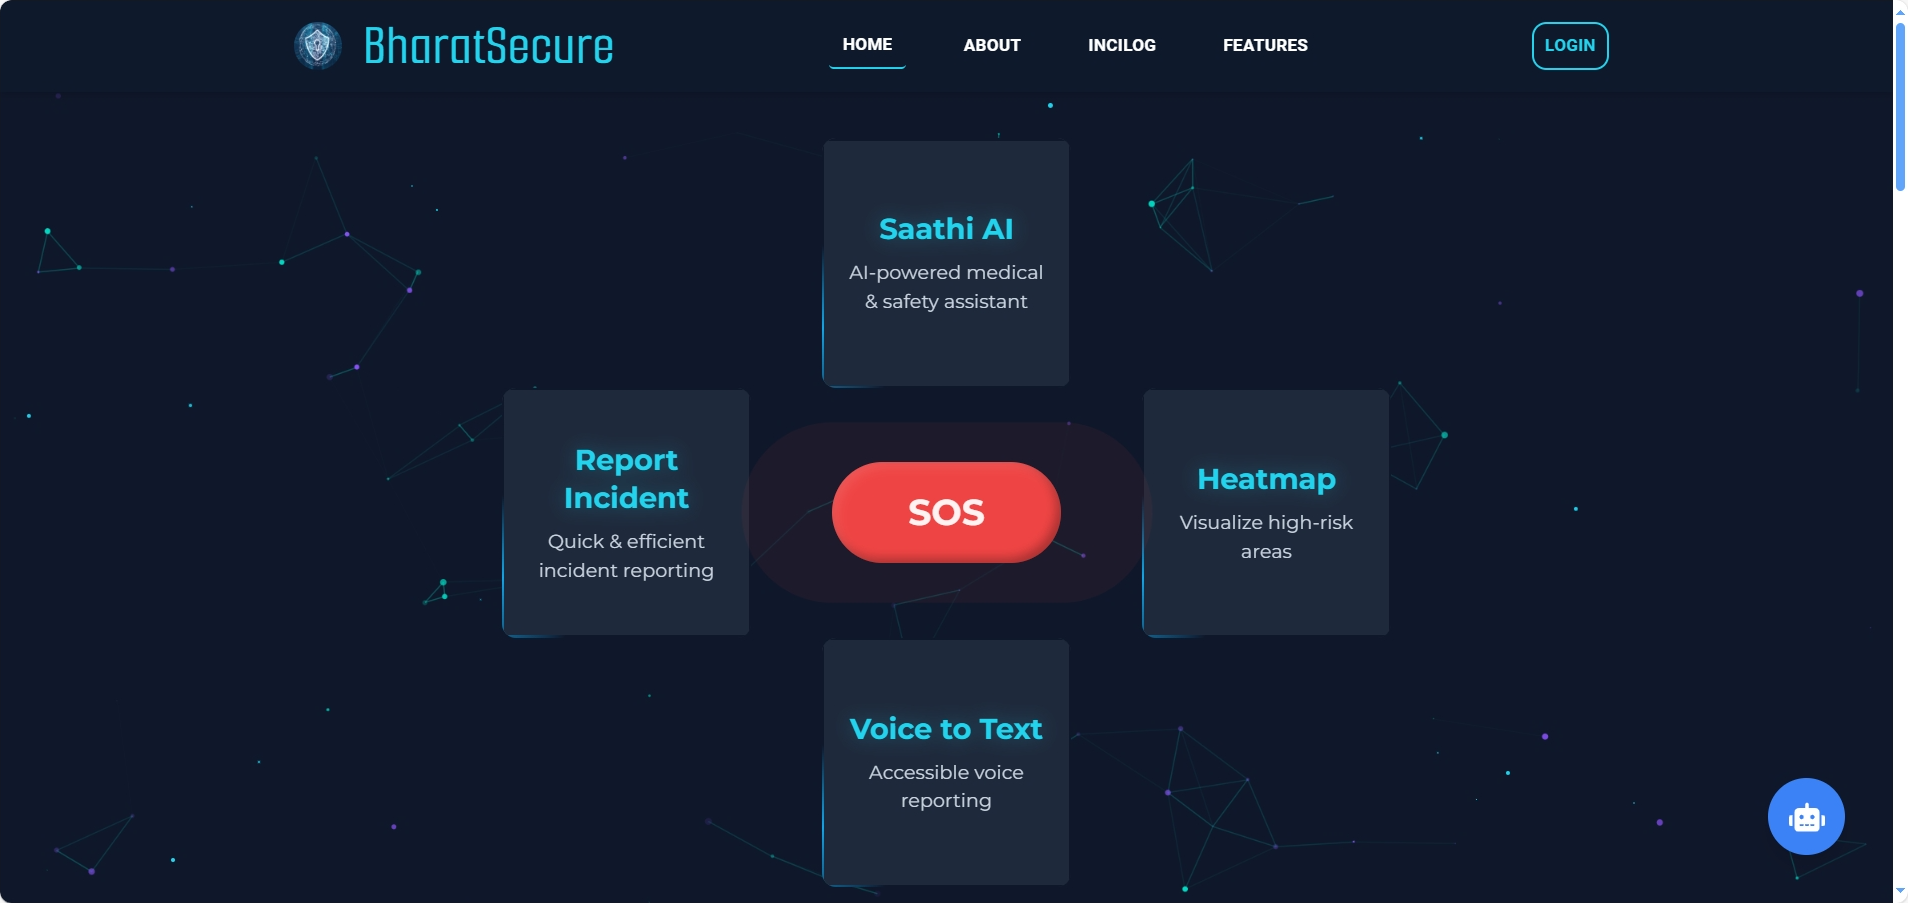 BharatSecure
HOME
ABOUT
INCILOG
FEATURES
LOGIN
Saathi AI
AI-powered medical
& safety assistant
Report
Incident
Quick & efficient
incident reporting
SOS
Heatmap
Visualize high-risk
areas
Voice to Text
Accessible voice
reporting